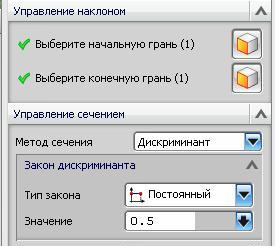 Управление наклоном
Выберите начальную грань (1)
Выберите конечную грань (1)
Управление сечением
Метод сечения Дискриминант
Закон дискриминанта
Тип закона Постоянный
Значение 0.5